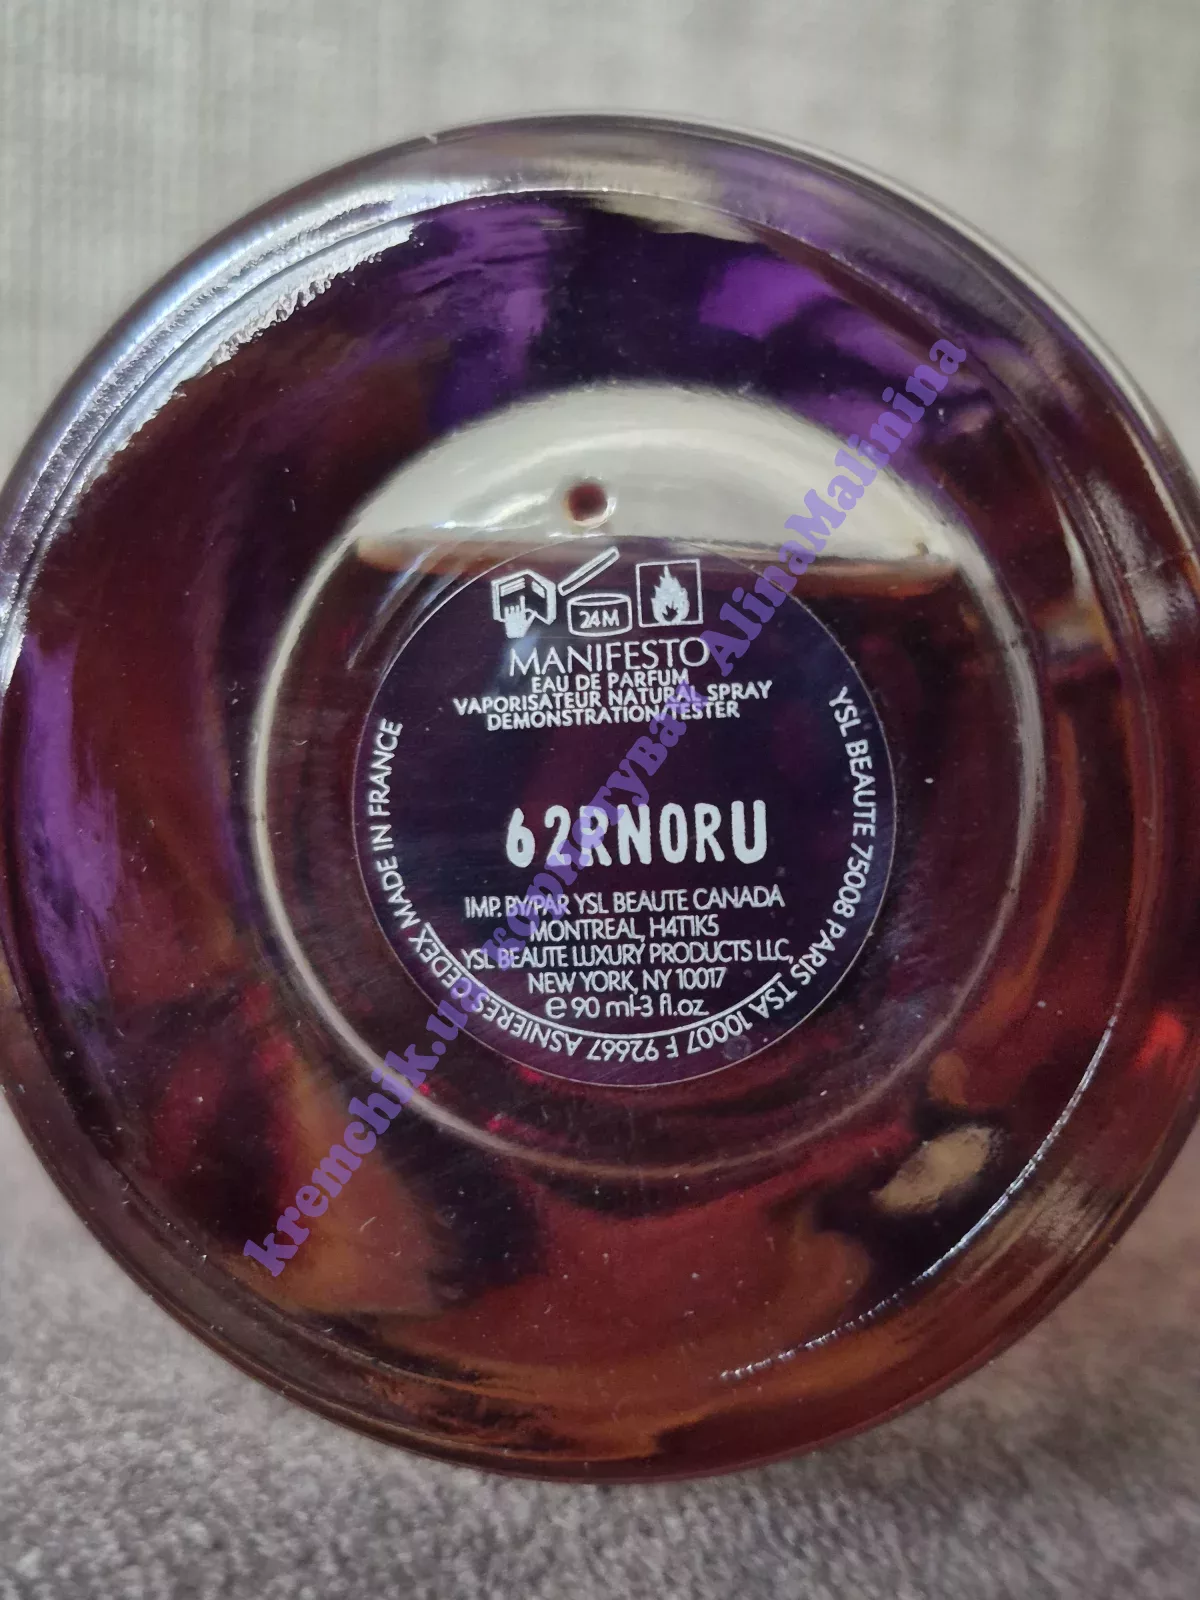 24M
MANIFESTO
EAU DE PARFUM
VAPORISATEUR NATURAL SPRAY
DEMONSTRATION/TESTER
62RN0RU
IMP. BY/PAR YSL BEAUTE CANADA
MONTREAL, H4T1K5
YSL BEAUTE LUXURY PRODUCTS LLC,
NEW YORK, NY 10017
e 90 ml-3 fl.oz.
YSL BEAUTE 75008 PARIS TSA 10007 F 92667 ASNIERES CEDEX MADE IN FRANCE
kremchik.u
AlinaMalinina